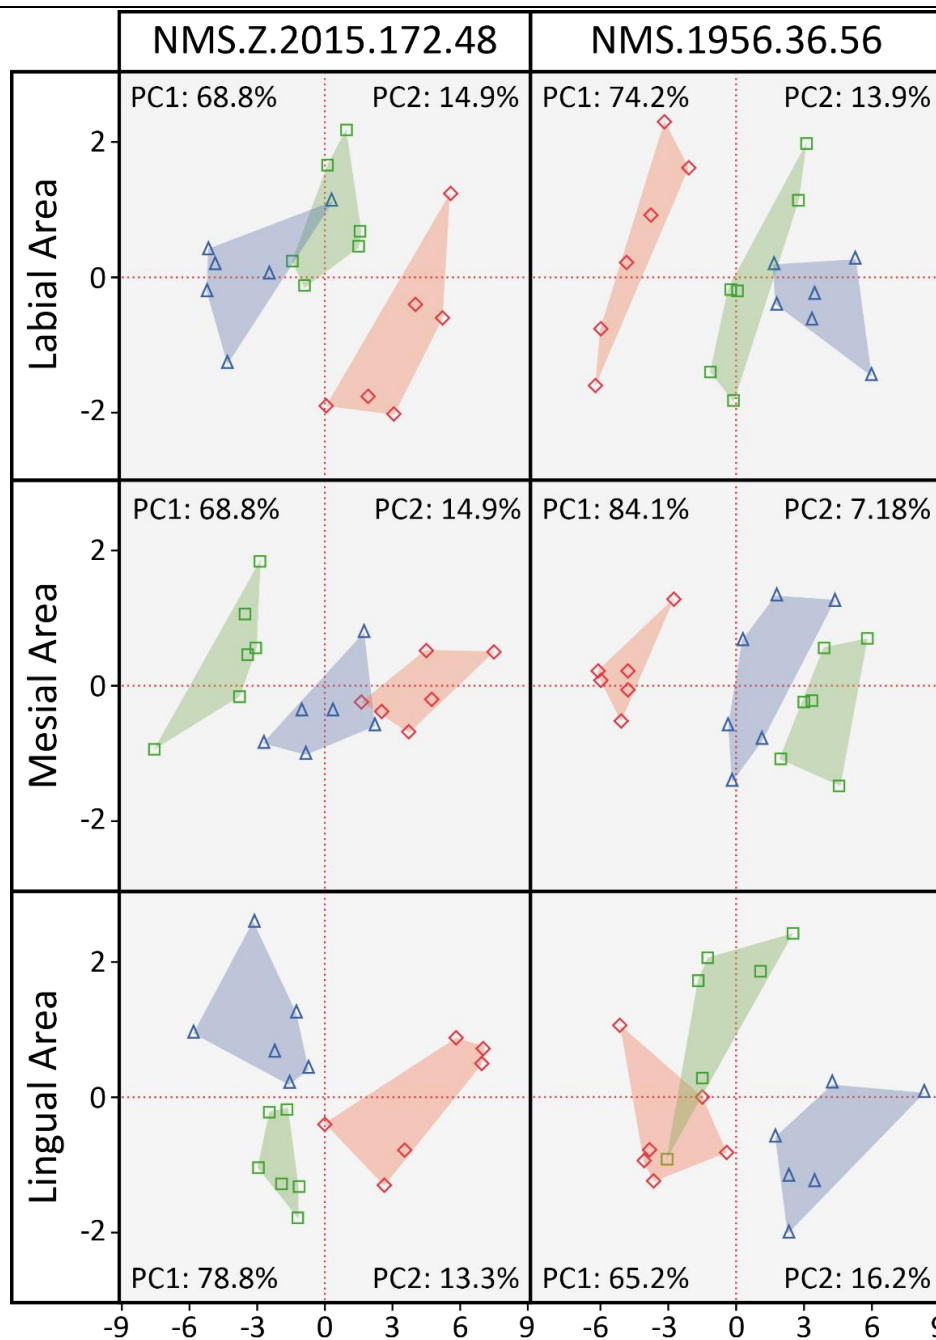 NMS.Z.2015.172.48 NMS.1956.36.56
Labial Area
PC1: 68.8% PC2: 14.9% PC1: 74.2% PC2: 13.9%
2
0
-2
Mesial Area
PC1: 68.8% PC2: 14.9% PC1: 84.1% PC2: 7.18%
2
0
-2
Lingual Area
2
0
-2
PC1: 78.8% PC2: 13.3% PC1: 65.2% PC2: 16.2%
-9 -6 -3 0 3 6 9 -6 -3 0 3 6 9